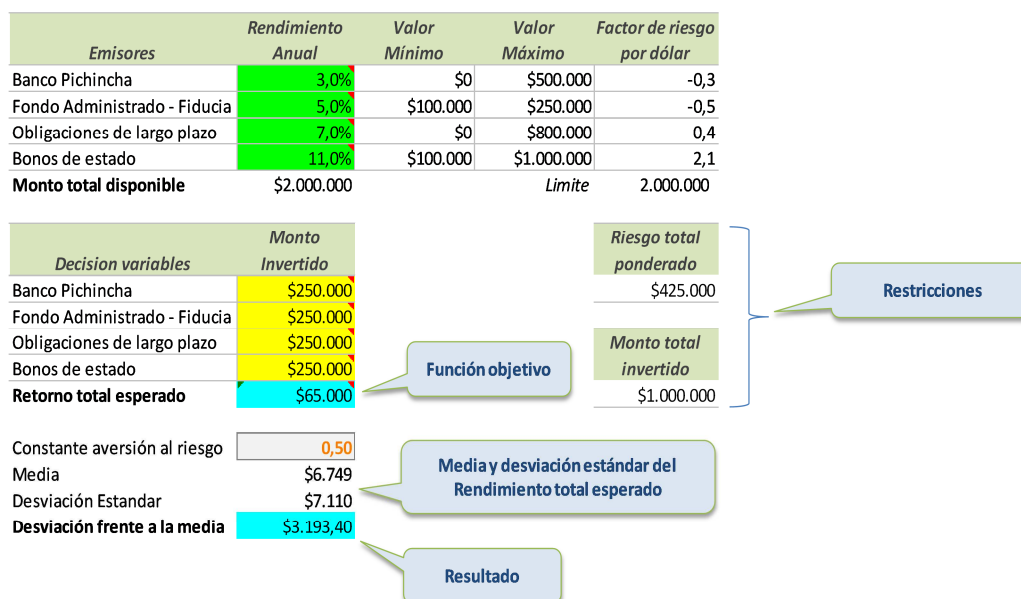 Rendimiento Valor Valor Factor de riesgo
Emisores Anual Mínimo Máximo por dólar
Banco Pichincha 3,0% $0 $500.000 -0,3
Fondo Administrado - Fiducia 5,0% $100.000 $250.000 -0,5
Obligaciones de largo plazo 7,0% $0 $800.000 0,4
Bonos de estado 11,0% $100.000 $1.000.000 2,1
Monto total disponible $2.000.000 Limite 2.000.000
Monto Riesgo total
Decision variables Invertido ponderado
Banco Pichincha $250.000 $425.000 Restricciones
Fondo Administrado - Fiducia $250.000
Obligaciones de largo plazo $250.000 Monto total
Bonos de estado $250.000 Función objetivo invertido
Retorno total esperado $65.000 $1.000.000
Constante aversión al riesgo 0,50
Media $6.749 Media y desviación estándar del
Desviación Estandar $7.110 Rendimiento total esperado
Desviación frente a la media $3.193,40
Resultado